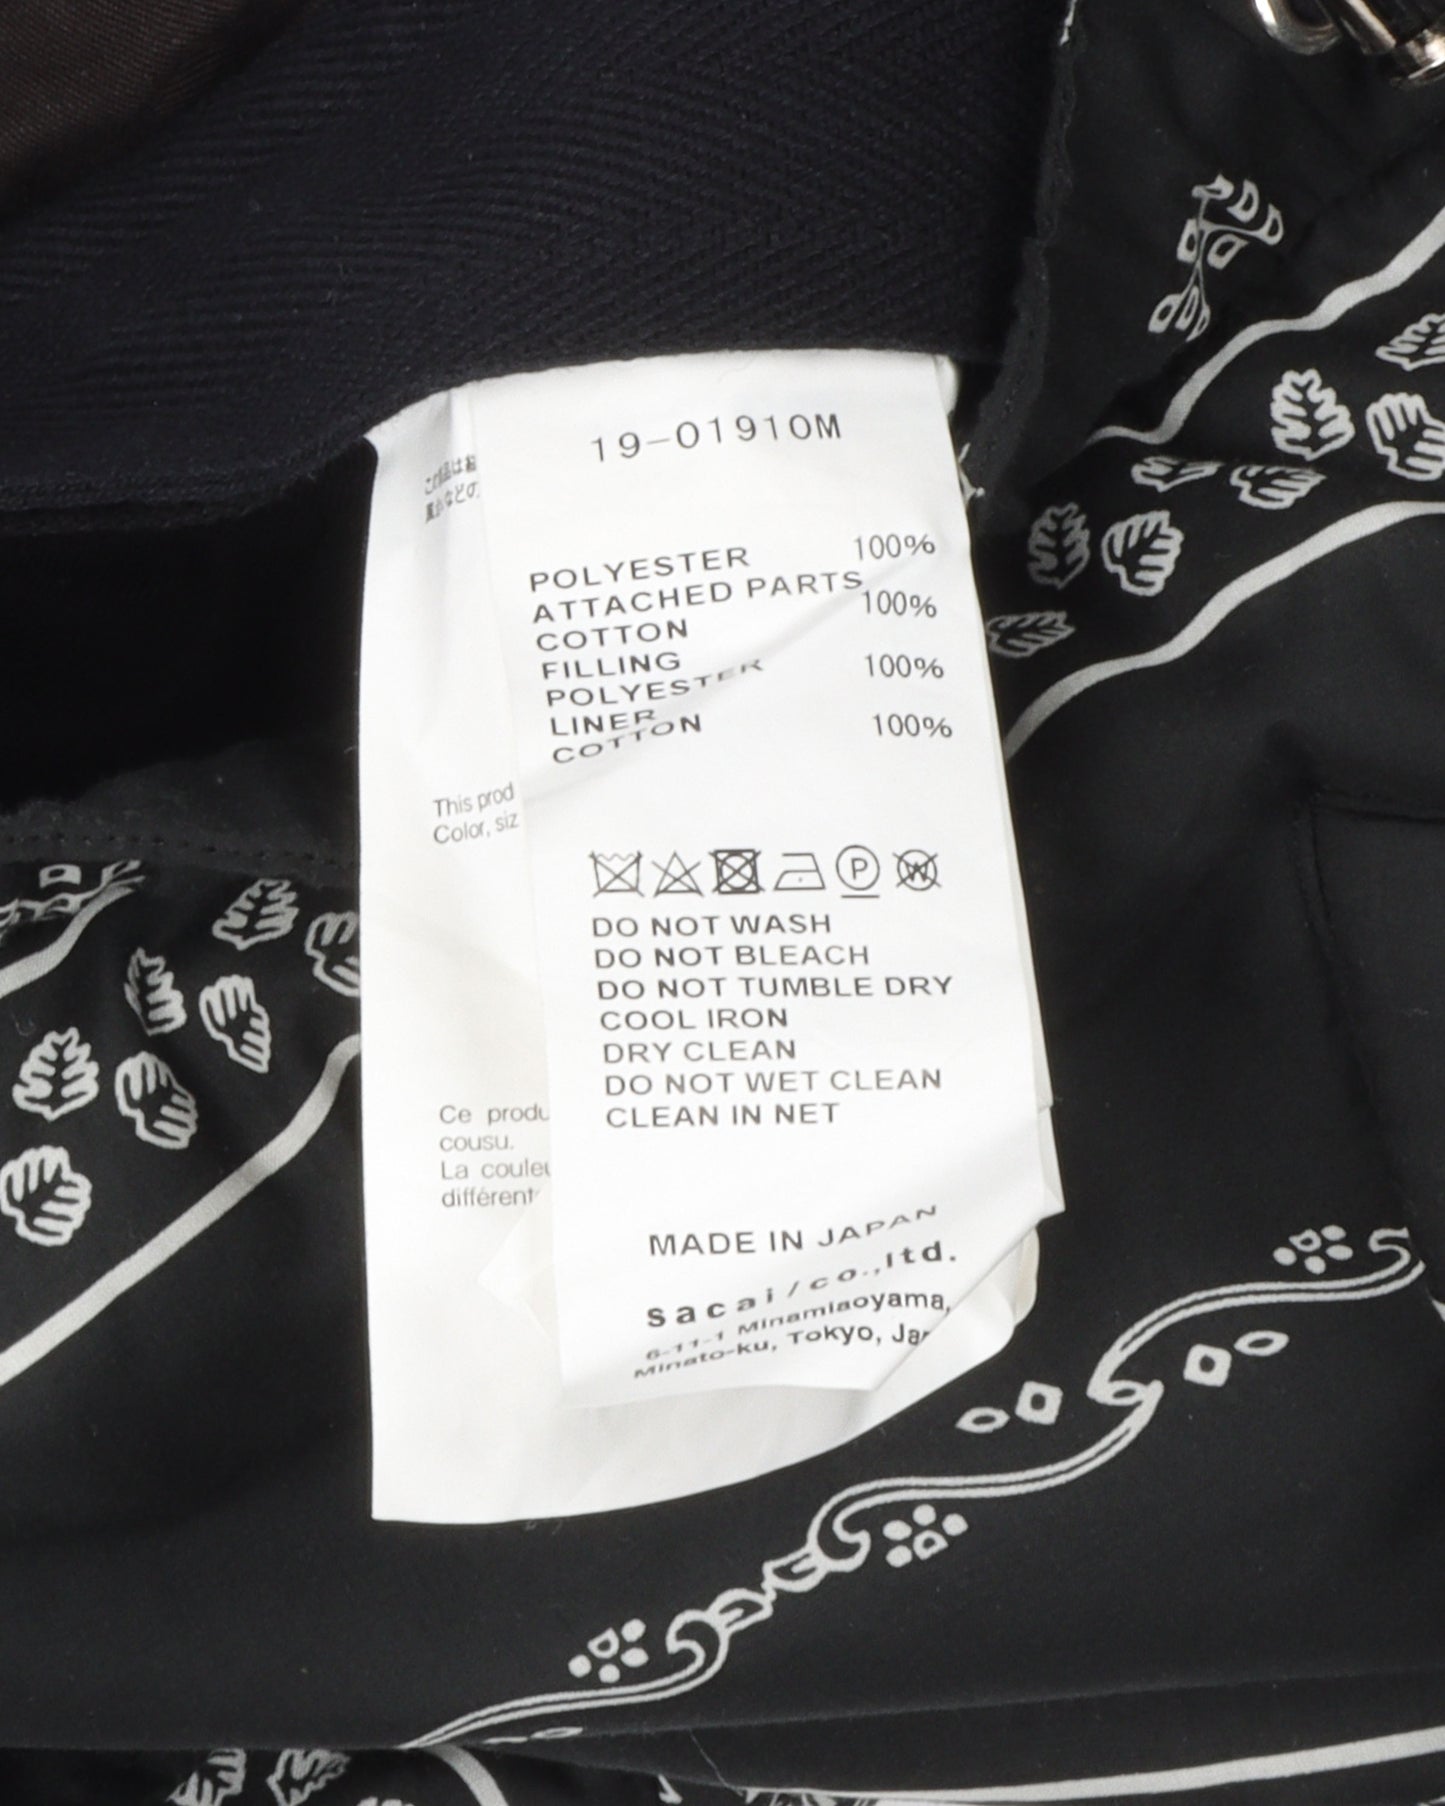 19-01910M
POLYESTER 100%
ATTACHED PARTS
COTTON 100%
FILLING
POLYESTER 100%
LINER
COTTON 100%
P W
DO NOT WASH
DO NOT BLEACH
DO NOT TUMBLE DRY
COOL IRON
DRY CLEAN
DO NOT WET CLEAN
CLEAN IN NET
MADE IN JAPAN
sacai/co.,ltd.
6-11-1 Minamiaoyama,
Minato-ku, Tokyo,
This prod
Color, siz
Ce produ
cousu.
La couleu
différent